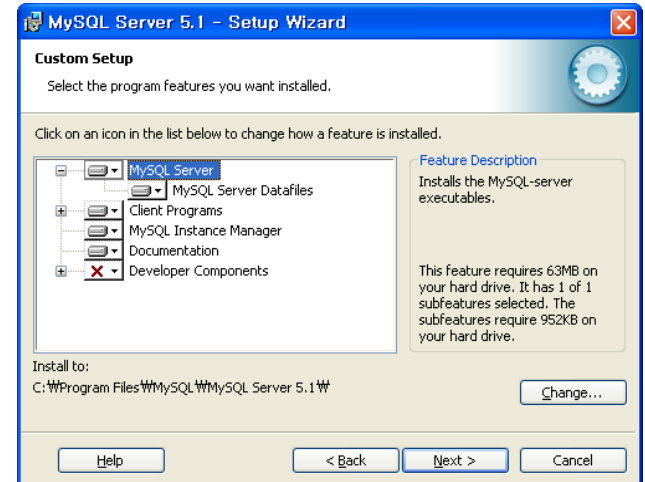 MySQL Server 5.1 - Setup Wizard
Custom Setup
Select the program features you want installed.
Click on an icon in the list below to change how a feature is installed.
MySQL Server
MySQL Server Datafiles
Client Programs
MySQL Instance Manager
Documentation
Developer Components
Feature Description
Installs the MySQL-server
executables.
This feature requires 63MB on
your hard drive. It has 1 of 1
subfeatures selected. The
subfeatures require 952KB on
your hard drive.
Install to:
C:₩Program Files₩MySQL₩MySQL Server 5.1₩
Change...
Help
< Back
Next >
Cancel